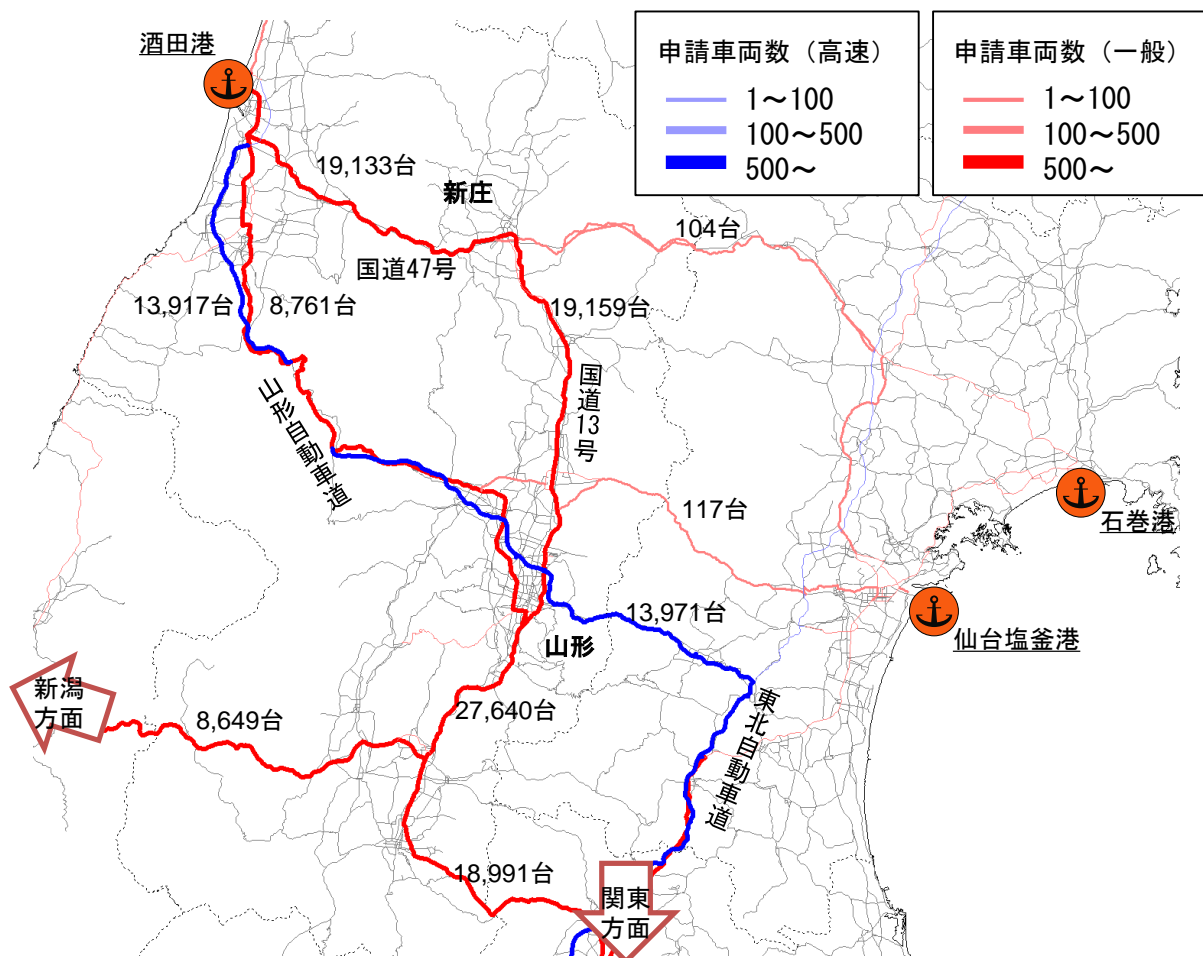 酒田港
申請車両数（高速）
1～100
100～500
500～
申請車両数（一般）
1～100
100～500
500～
19,133台
新庄
104台
国道47号
13,917台
8,761台
19,159台
国道13号
山形自動車道
117台
石巻港
13,971台
仙台塩釜港
山形
新潟
方面
8,649台
27,640台
東北自動車道
18,991台
関東
方面